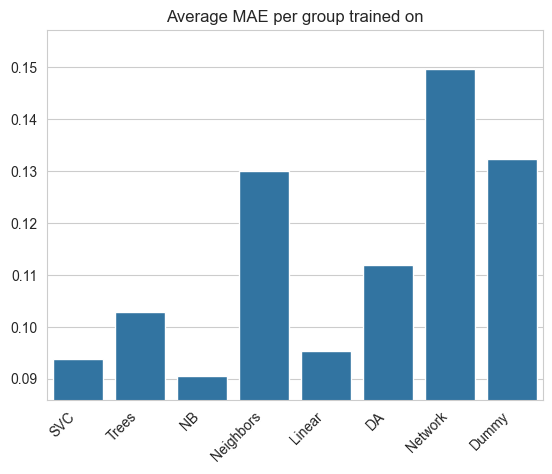 Average MAE per group trained on
0.15
0.14
0.13
0.12
0.11
0.10
0.09
SVC
Trees
NB
Neighbors
Linear
DA
Network
Dummy